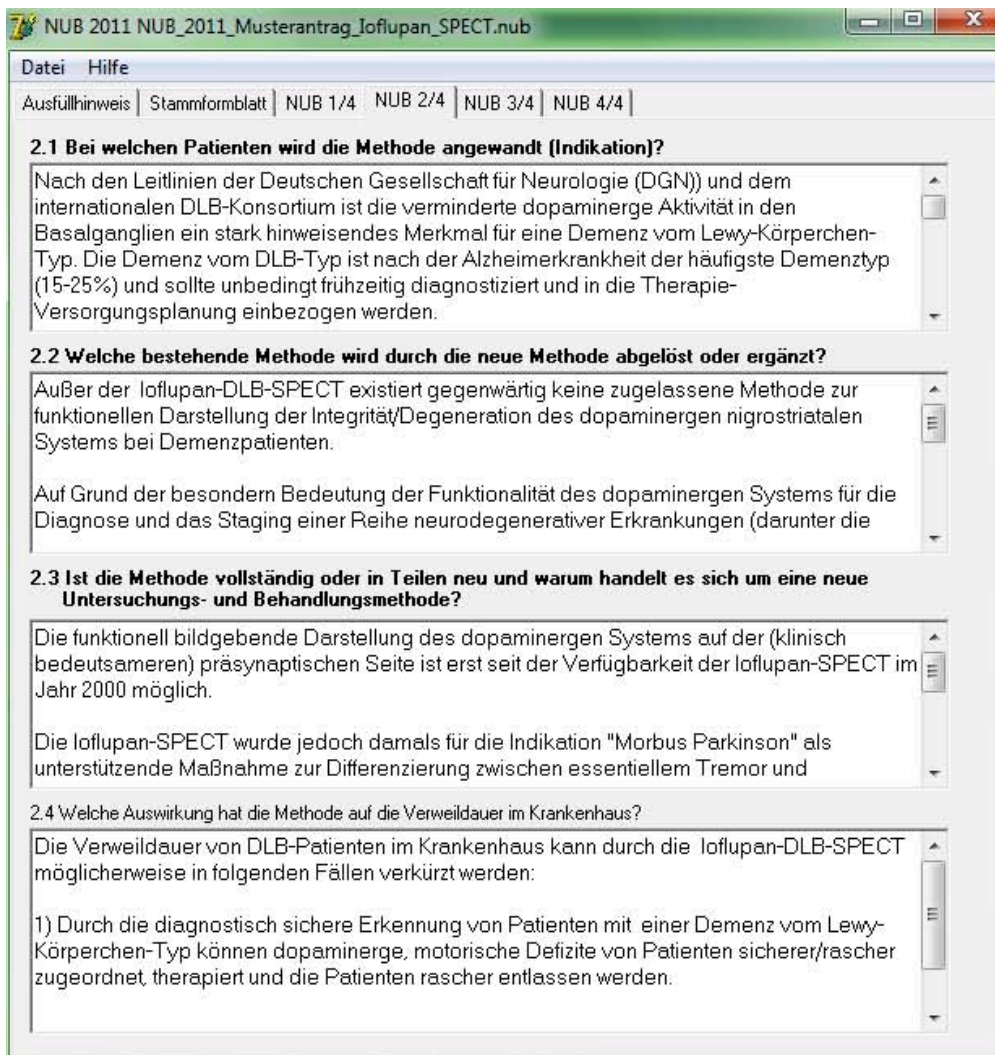 NUB 2011 NUB_2011_Musterantrag_Ioflupan_SPECT.nub
Datei Hilfe
Ausfüllhinweis Stammformblatt NUB 1/4 NUB 2/4 NUB 3/4 NUB 4/4
2.1 Bei welchen Patienten wird die Methode angewandt (Indikation)?
Nach den Leitlinien der Deutschen Gesellschaft für Neurologie (DGN)) und dem
internationalen DLB-Konsortium ist die verminderte dopaminerge Aktivität in den
Basalganglien ein stark hinweisendes Merkmal für eine Demenz vom Lewy-Körperchen-
Typ. Die Demenz vom DLB-Typ ist nach der Alzheimerkrankheit der häufigste Demenztyp
(15-25%) und sollte unbedingt frühzeitig diagnostiziert und in die Therapie-
Versorgungsplanung einbezogen werden.
2.2 Welche bestehende Methode wird durch die neue Methode abgelöst oder ergänzt?
Außer der Ioflupan-DLB-SPECT existiert gegenwärtig keine zugelassene Methode zur
funktionellen Darstellung der Integrität/Degeneration des dopaminergen nigrostriatalen
Systems bei Demenzpatienten.
Auf Grund der besondern Bedeutung der Funktionalität des dopaminergen Systems für die
Diagnose und das Staging einer Reihe neurodegenerativer Erkrankungen (darunter die
2.3 Ist die Methode vollständig oder in Teilen neu und warum handelt es sich um eine neue
Untersuchungs- und Behandlungsmethode?
Die funktionell bildgebende Darstellung des dopaminergen Systems auf der (klinisch
bedeutsameren) präsynaptischen Seite ist erst seit der Verfügbarkeit der Ioflupan-SPECT im
Jahr 2000 möglich.
Die Ioflupan-SPECT wurde jedoch damals für die Indikation "Morbus Parkinson" als
unterstützende Maßnahme zur Differenzierung zwischen essentiellem Tremor und
2.4 Welche Auswirkung hat die Methode auf die Verweildauer im Krankenhaus?
Die Verweildauer von DLB-Patienten im Krankenhaus kann durch die Ioflupan-DLB-SPECT
möglicherweise in folgenden Fällen verkürzt werden:
1) Durch die diagnostisch sichere Erkennung von Patienten mit einer Demenz vom Lewy-
Körperchen-Typ können dopaminerge, motorische Defizite von Patienten sicherer/rascher
zugeordnet, therapiert und die Patienten rascher entlassen werden.